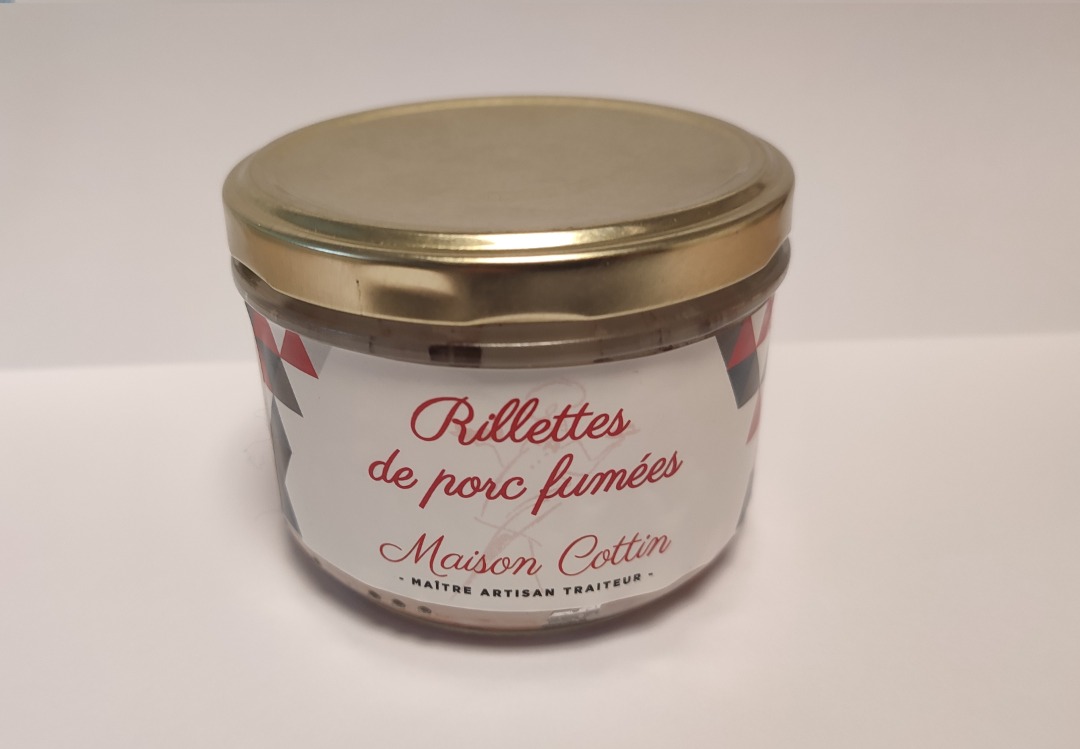 Rillettes
de porc fumées
Maison Cottin
- MAÎTRE ARTISAN TRAITEUR -